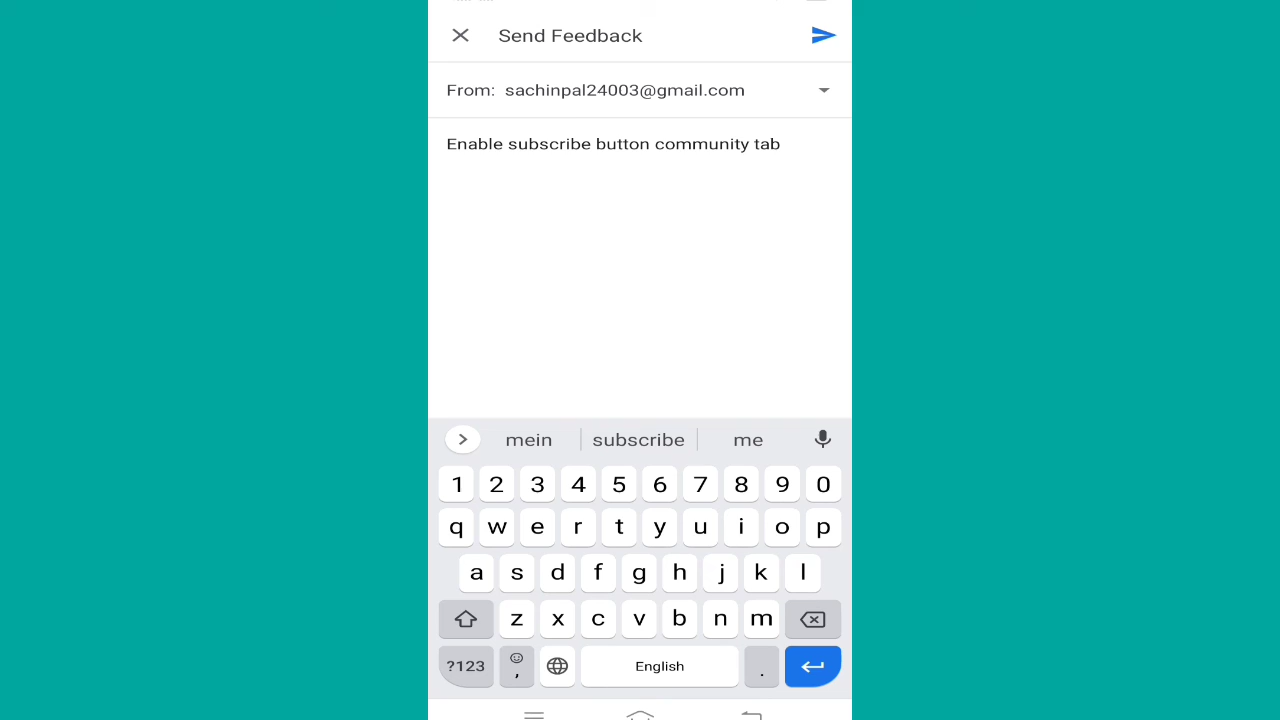 Send Feedback
From: sachinpal24003@gmail.com
Enable subscribe button community tab
mein subscribe me
1 2 3 4 5 6 7 8 9 0
q w e r t y u i o p
a s d f g h j k l
z x c v b n m
?123 , English .